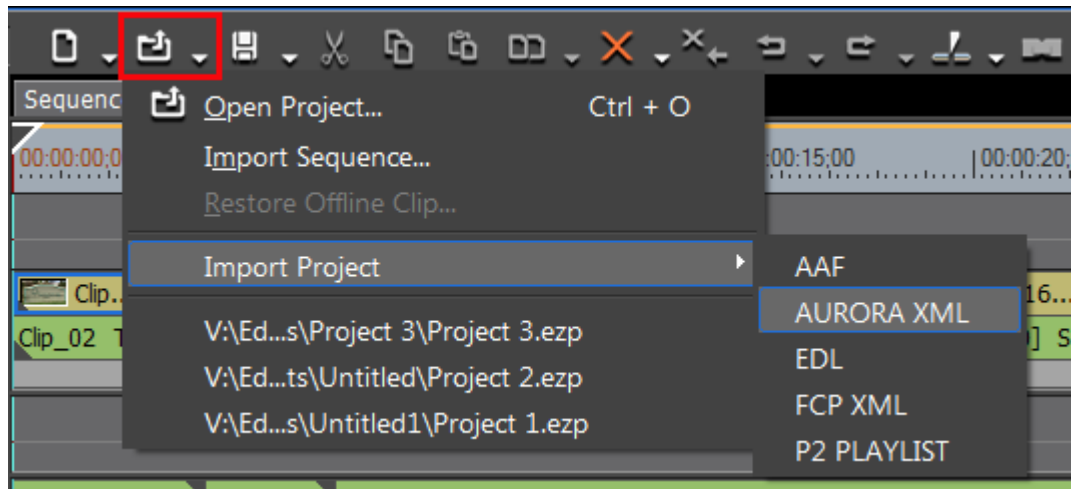 Sequenc
Open Project... Ctrl + O
00:00:00;0
Import Sequence...
:00:15;00
00:00:20;
Restore Offline Clip...
Import Project
AAF
Clip...
16...
AURORA XML
Clip_02 T
] S
V:\Ed...s\Project 3\Project 3.ezp
EDL
V:\Ed...ts\Untitled\Project 2.ezp
FCP XML
V:\Ed...s\Untitled1\Project 1.ezp
P2 PLAYLIST